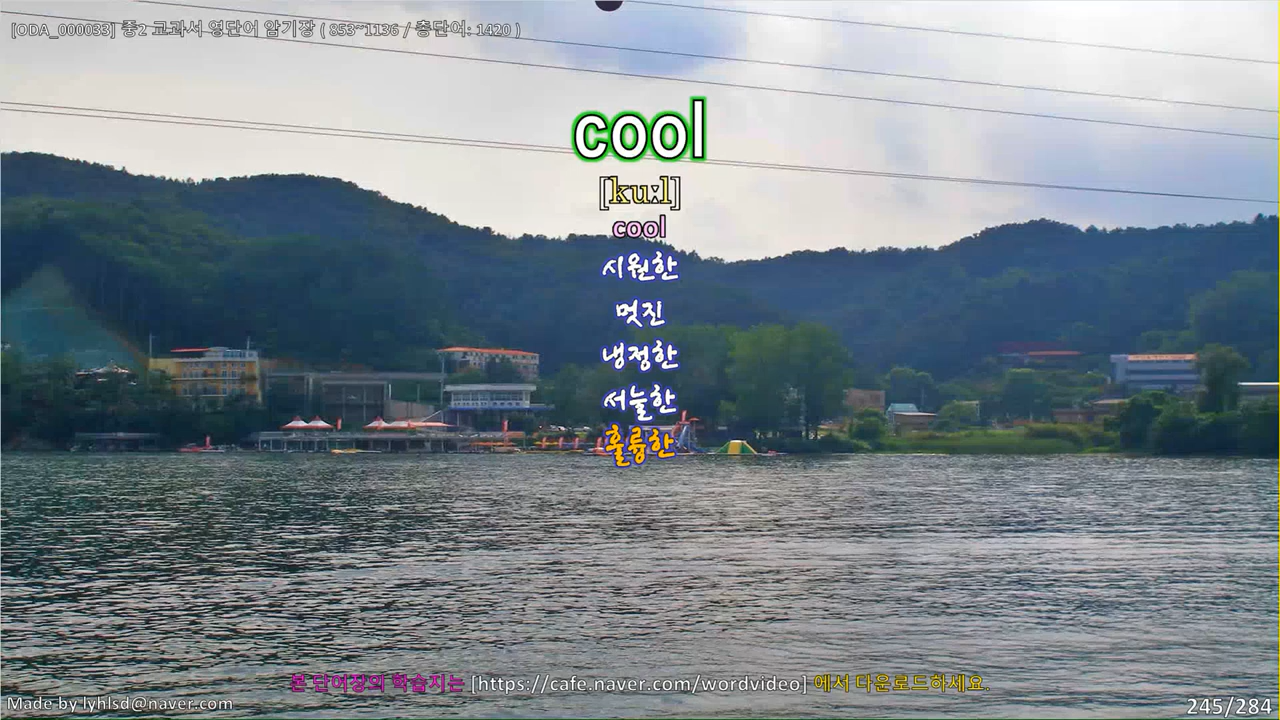 [ODA_000033] 중2 교과서 영단어 암기장 ( 853~1136 / 총단어: 1420 )
cool
[kuːl]
cool
시원한
멋진
냉정한
서늘한
훌륭한
본 단어장의 학습지는 [https://cafe.naver.com/wordvideo] 에서 다운로드하세요.
Made by lyhlsd@naver.com
245/284